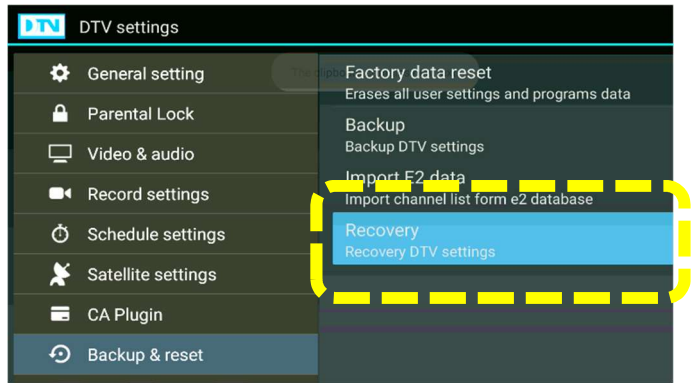 DTV DTV settings
General setting
Parental Lock
Video & audio
Record settings
Schedule settings
Satellite settings
CA Plugin
Backup & reset
Factory data reset
Erases all user settings and programs data
Backup
Backup DTV settings
Import E2 data
Import channel list form e2 database
Recovery
Recovery DTV settings